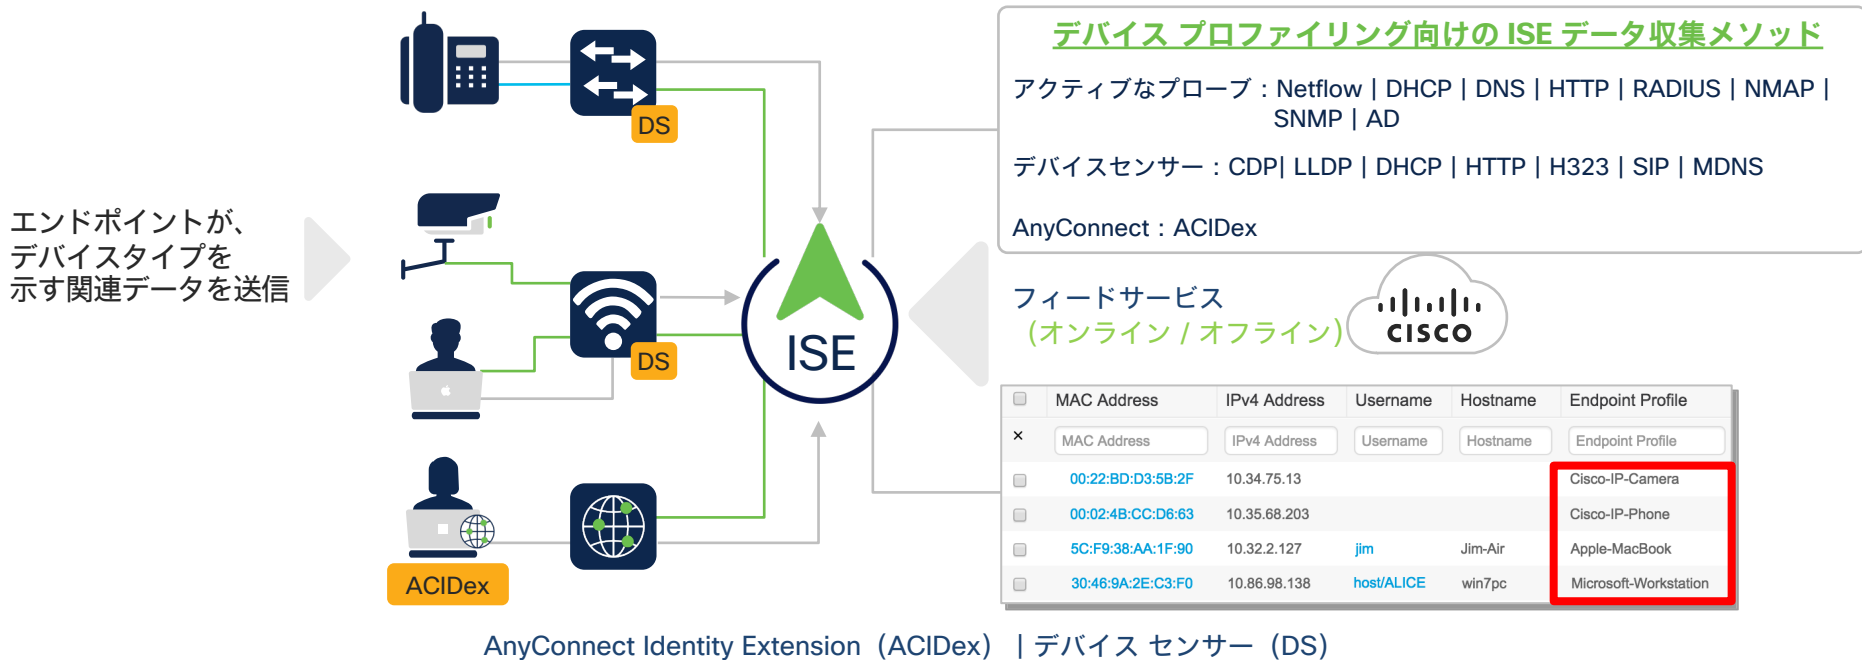 デバイス プロファイリング向けの ISE データ収集メソッド
アクティブなプローブ：Netflow | DHCP | DNS | HTTP | RADIUS | NMAP |
SNMP | AD
デバイスセンサー：CDP| LLDP | DHCP | HTTP | H323 | SIP | MDNS
AnyConnect：ACIDex
DS
エンドポイントが、
デバイスタイプを
示す関連データを送信
DS
ISE
フィードサービス
（オンライン / オフライン）
CISCO
MAC Address IPv4 Address Username Hostname Endpoint Profile
× MAC Address IPv4 Address Username Hostname Endpoint Profile
00:22:BD:D3:5B:2F 10.34.75.13 Cisco-IP-Camera
00:02:4B:CC:D6:63 10.35.68.203 Cisco-IP-Phone
5C:F9:38:AA:1F:90 10.32.2.127 jim Jim-Air Apple-MacBook
30:46:9A:2E:C3:F0 10.86.98.138 host/ALICE win7pc Microsoft-Workstation
ACIDex
AnyConnect Identity Extension（ACIDex） | デバイス センサー（DS）